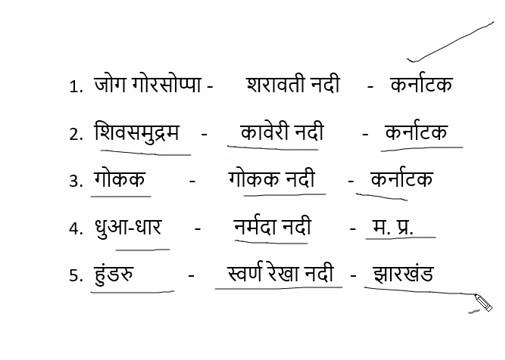 1. जोग गोरसोप्पा - शरावती नदी - कर्नाटक
2. शिवसमुद्रम - कावेरी नदी - कर्नाटक
3. गोकक - गोकक नदी - कर्नाटक
4. धुआ-धार - नर्मदा नदी - म. प्र.
5. हुंडरु - स्वर्ण रेखा नदी - झारखंड